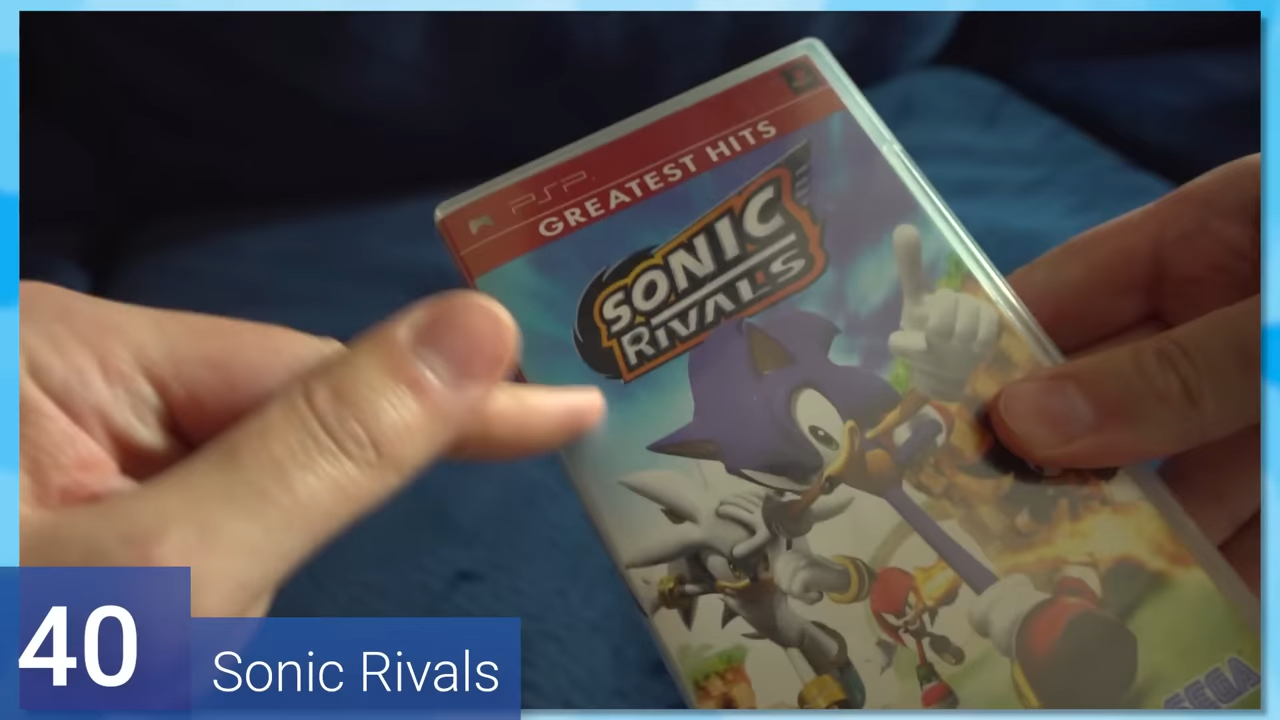 PSP
GREATEST HITS
SONIC
RIVALS
SEGA
40
Sonic Rivals